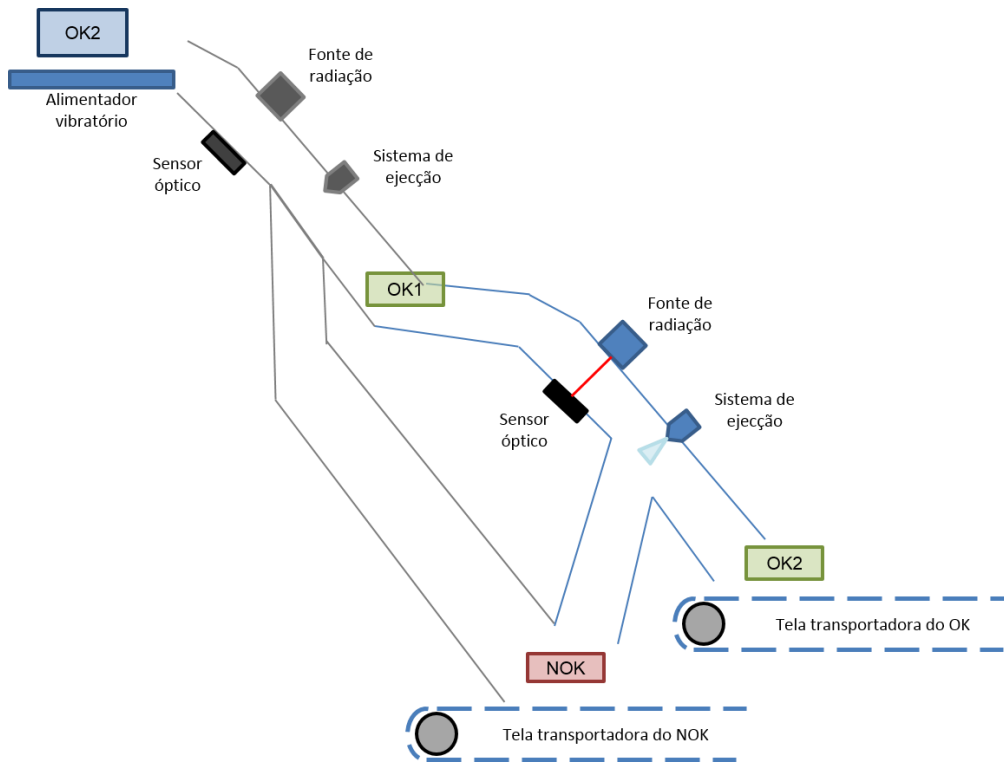 OK2
Alimentador
vibratório
Fonte de
radiação
Sensor
óptico
Sistema de
ejecção
OK1
Fonte de
radiação
Sensor
óptico
Sistema de
ejecção
OK2
Tela transportadora do OK
NOK
Tela transportadora do NOK